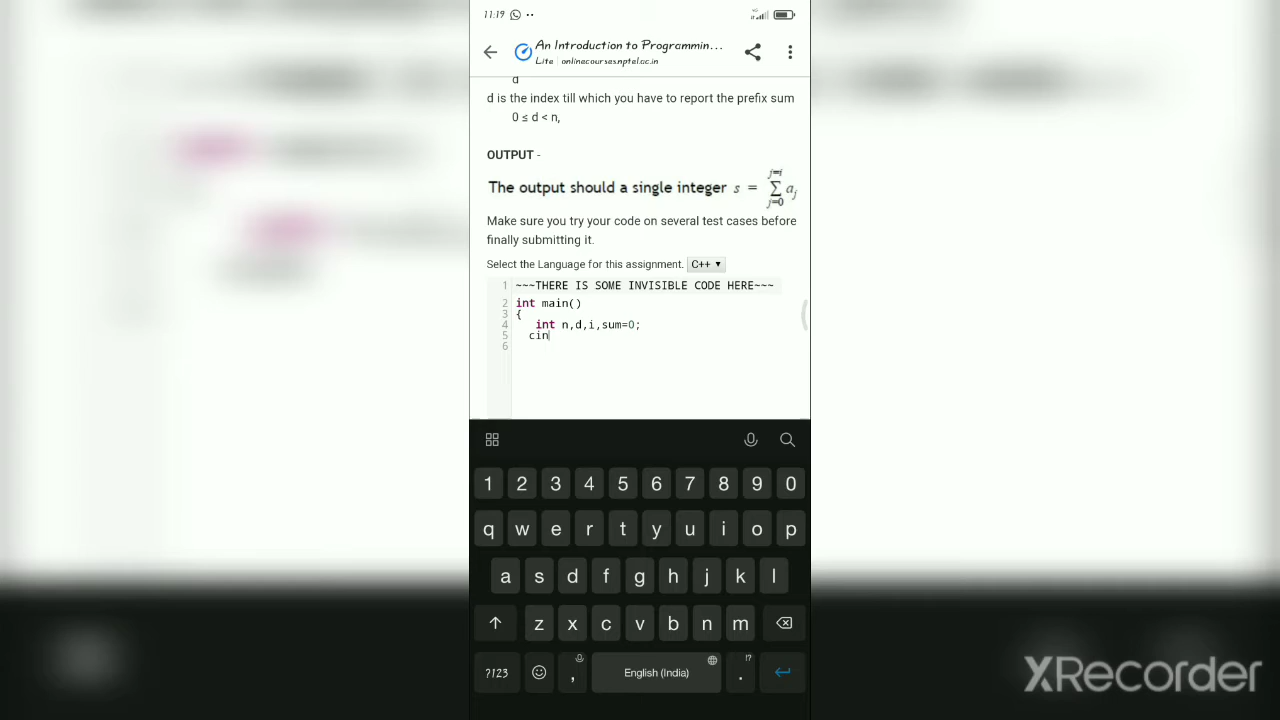 11:19
An Introduction to Programmin...
Lite | onlinecourses.nptel.ac.in
d
d is the index till which you have to report the prefix sum
0 ≤ d < n,
OUTPUT -
The output should a single integer s = \sum_{j=0}^{j=i} a_j
Make sure you try your code on several test cases before
finally submitting it.
Select the Language for this assignment. C++ ▼
1 ~~~THERE IS SOME INVISIBLE CODE HERE~~~
2 int main()
3 {
4 int n,d,i,sum=0;
5 cin
6
1 2 3 4 5 6 7 8 9 0
q w e r t y u i o p
a s d f g h j k l
z x c v b n m
?123 , English (India) . !?
XRecorder